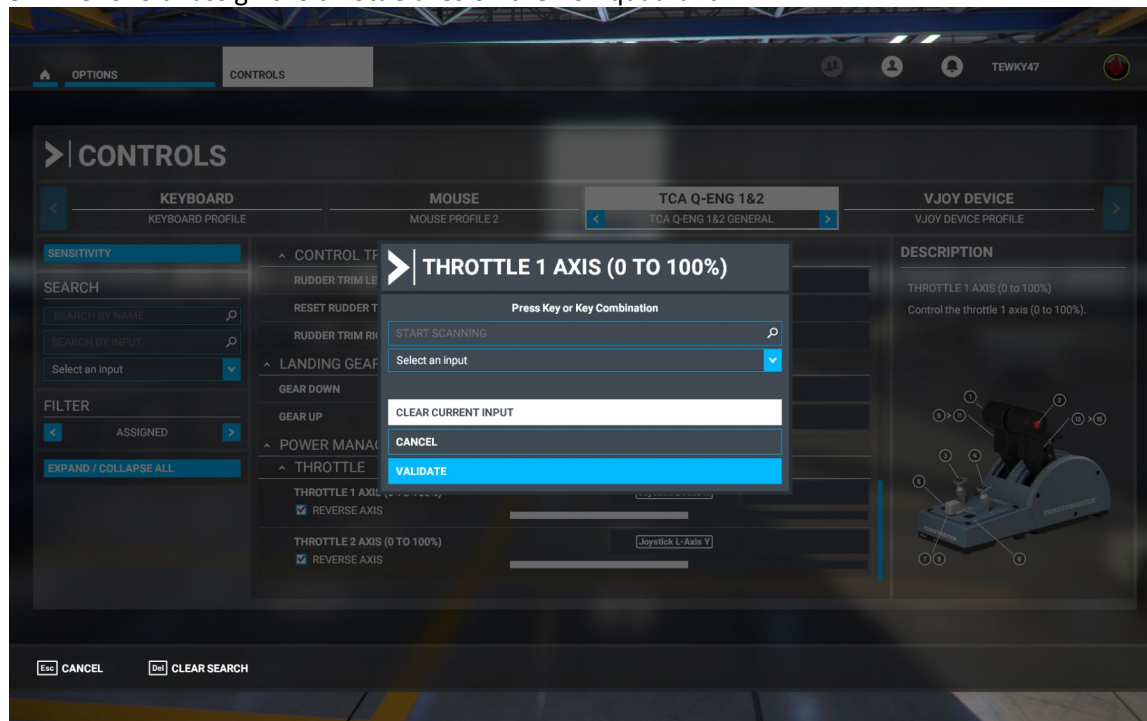 OPTIONS
CONTROLS
TEWKY47
CONTROLS
KEYBOARD
KEYBOARD PROFILE
MOUSE
MOUSE PROFILE 2
TCA Q-ENG 1&2
TCA Q-ENG 1&2 GENERAL
VJOY DEVICE
VJOY DEVICE PROFILE
SENSITIVITY
SEARCH
SEARCH BY NAME
SEARCH BY INPUT
Select an input
FILTER
ASSIGNED
EXPAND / COLLAPSE ALL
CONTROL
RUDDER TRIM
RESET RUDDER
RUDDER TRIM
LANDING GEAR
GEAR DOWN
GEAR UP
POWER
THROTTLE
THROTTLE 1 AXIS
REVERSE AXIS
THROTTLE 2 AXIS (0 TO 100%)
Joystick L-Axis Y
REVERSE AXIS
THROTTLE 1 AXIS (0 TO 100%)
Press Key or Key Combination
START SCANNING
Select an input
CLEAR CURRENT INPUT
CANCEL
VALIDATE
DESCRIPTION
THROTTLE 1 AXIS (0 to 100%)
Control the throttle 1 axis (0 to 100%).
THRUSTMASTER
Esc CANCEL
Del CLEAR SEARCH